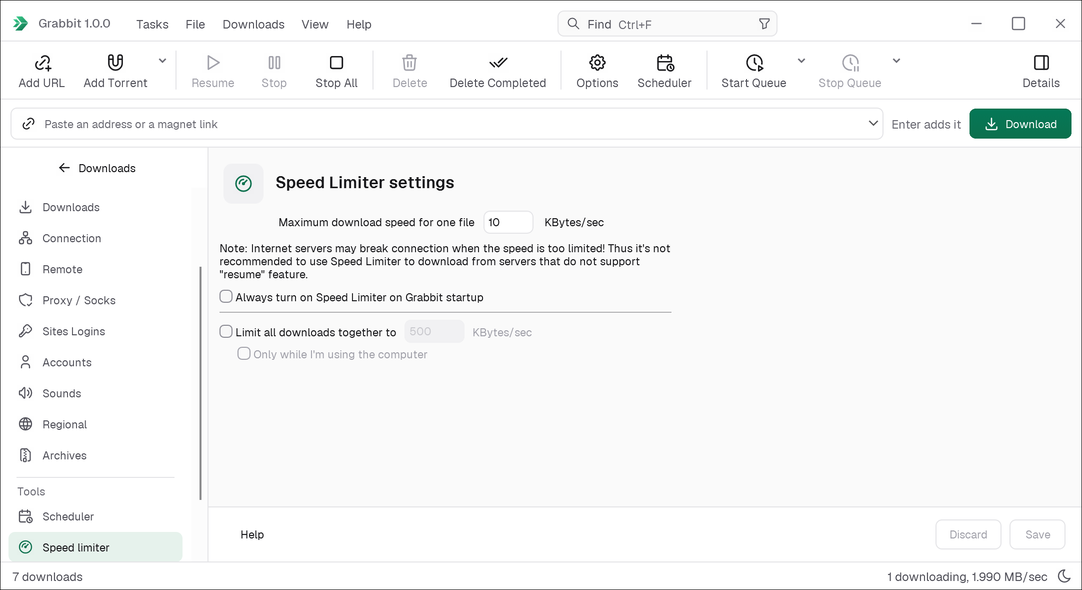 Grabbit 1.0.0
Tasks
File
Downloads
View
Help
Find Ctrl+F
Add URL
Add Torrent
Resume
Stop
Stop All
Delete
Delete Completed
Options
Scheduler
Start Queue
Stop Queue
Details
Paste an address or a magnet link
Enter adds it
Download
Downloads
Downloads
Connection
Remote
Proxy / Socks
Sites Logins
Accounts
Sounds
Regional
Archives
Tools
Scheduler
Speed limiter
Speed Limiter settings
Maximum download speed for one file 10 KBytes/sec
Note: Internet servers may break connection when the speed is too limited! Thus it's not
recommended to use Speed Limiter to download from servers that do not support
"resume" feature.
Always turn on Speed Limiter on Grabbit startup
Limit all downloads together to 500 KBytes/sec
Only while I'm using the computer
Help
Discard
Save
7 downloads
1 downloading, 1.990 MB/sec